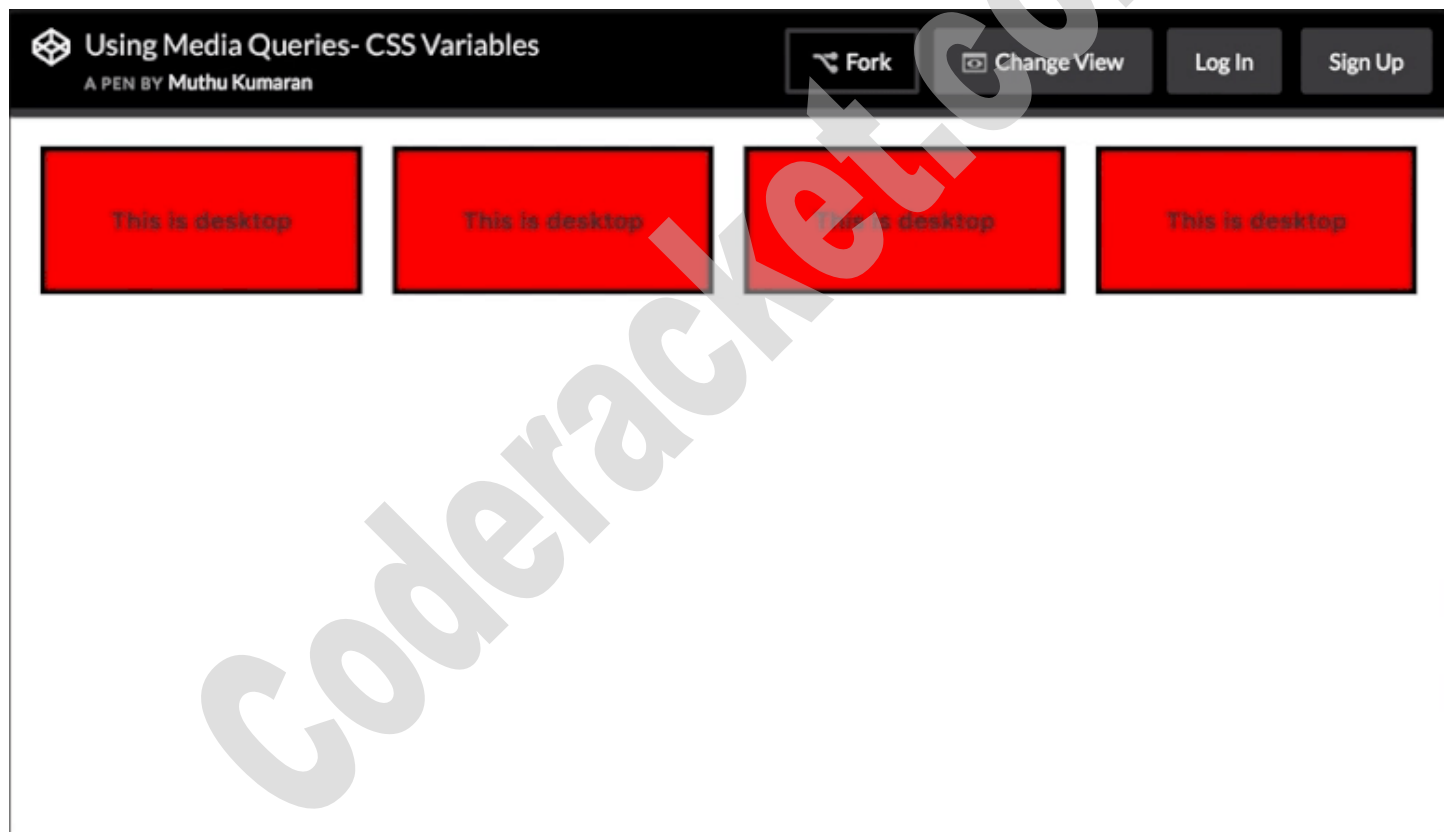 Using Media Queries- CSS Variables
A PEN BY Muthu Kumaran
Fork
Change View
Log In
Sign Up
This is desktop
This is desktop
This is desktop
This is desktop
Coderacket.co